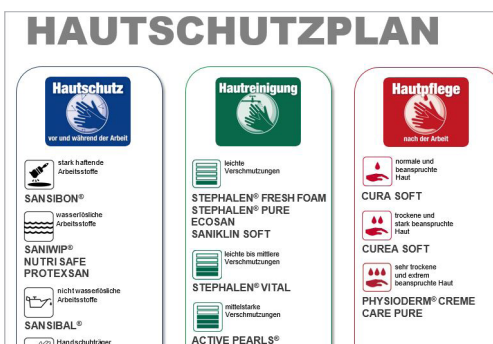 HAUTSCHUTZPLAN
Hautschutz
vor und während der Arbeit
stark haftende
Arbeitsstoffe
SANSIBON®
wasserlösliche
Arbeitsstoffe
SANIWIP®
NUTRI SAFE
PROTEXSAN
nicht wasserlösliche
Arbeitsstoffe
SANSIBAL®
Handschuhträger
Hautreinigung
leichte
Verschmutzungen
STEPHALEN® FRESH FOAM
STEPHALEN® PURE
ECOSAN
SANIKLIN SOFT
leichte bis mittlere
Verschmutzungen
STEPHALEN® VITAL
mittelstarke
Verschmutzungen
ACTIVE PEARLS®
Hautpflege
nach der Arbeit
normale und
beanspruchte
Haut
CURA SOFT
trockene und
stark beanspruchte
Haut
CUREA SOFT
sehr trockene
und extrem
beanspruchte Haut
PHYSIODERM® CREME
CARE PURE